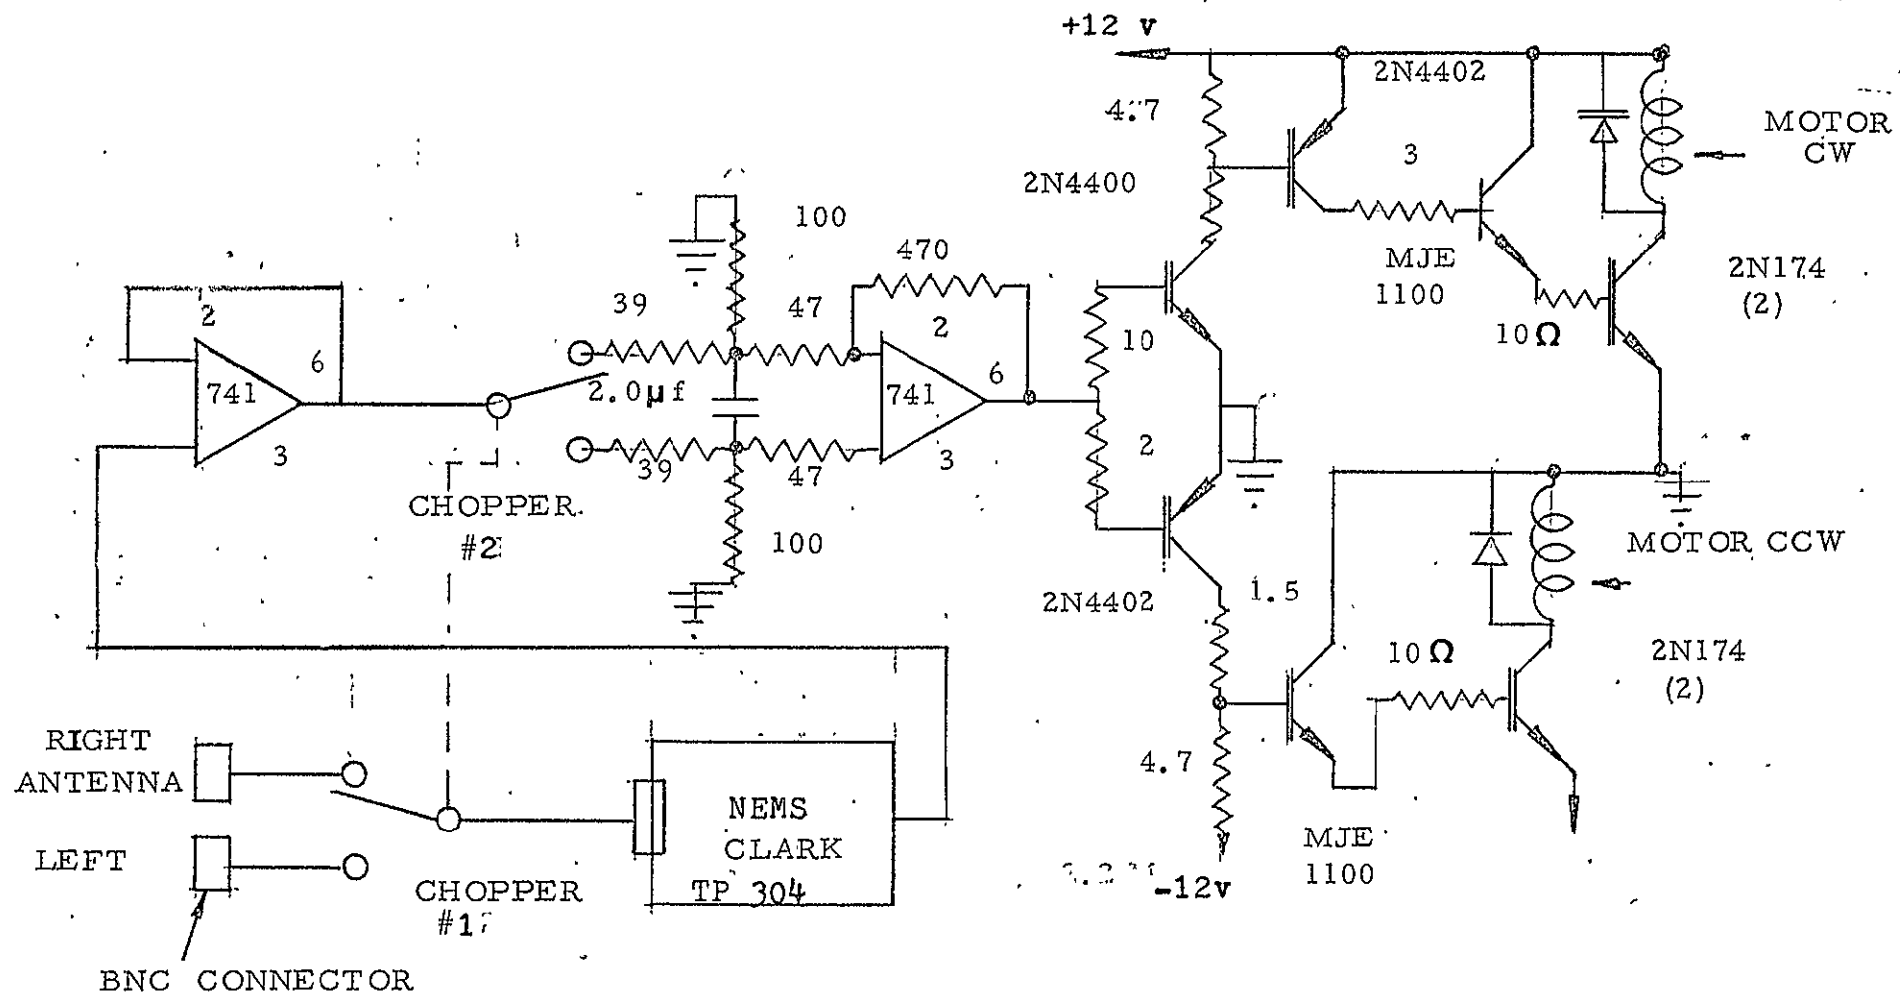 +12 v
2N4402
4.7
MOTOR
CW
3
2N4400
100
470
MJE
1100
2N174
(2)
39
47
2
2
10
10Ω
6
6
741
2.0μf
741
3
39
47
3
2
CHOPPER
#2
100
MOTOR CCW
2N4402
1.5
10Ω
2N174
(2)
RIGHT
ANTENNA
4.7
NEMS
CLARK
TP 304
LEFT
MJE
1100
CHOPPER
#1
-12v
BNC CONNECTOR